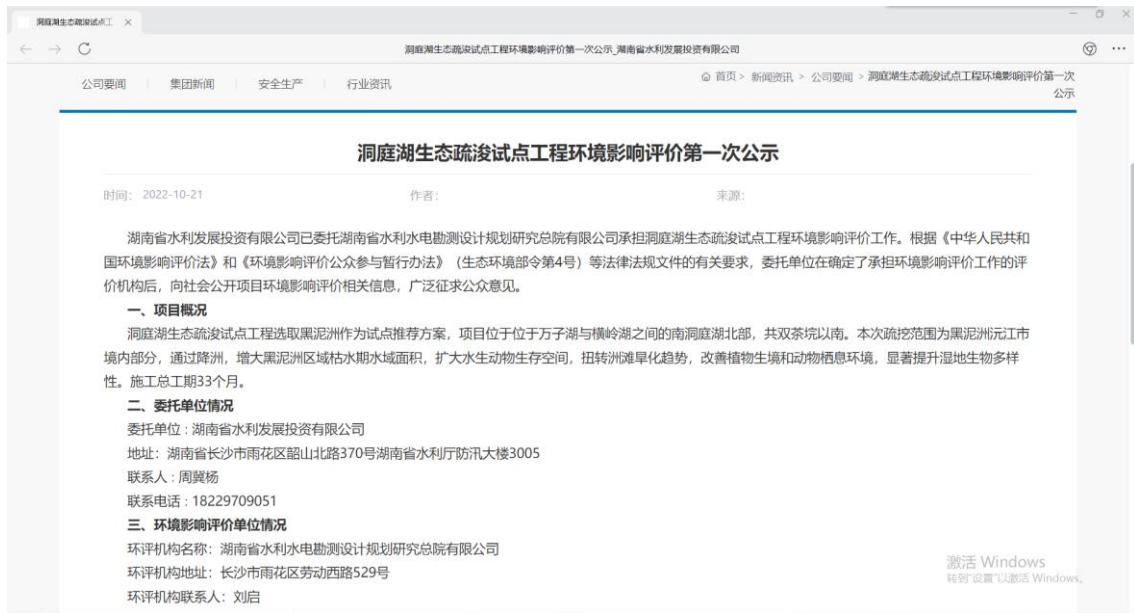 洞庭湖生态疏浚试点工
洞庭湖生态疏浚试点工程环境影响评价第一次公示_湖南省水利发展投资有限公司
公司要闻 集团新闻 安全生产 行业资讯
首页 > 新闻资讯 > 公司要闻 > 洞庭湖生态疏浚试点工程环境影响评价第一次
公示
洞庭湖生态疏浚试点工程环境影响评价第一次公示
时间: 2022-10-21 作者: 来源:
湖南省水利发展投资有限公司已委托湖南省水利水电勘测设计规划研究总院有限公司承担洞庭湖生态疏浚试点工程环境影响评价工作。根据《中华人民共和
国环境影响评价法》和《环境影响评价公众参与暂行办法》（生态环境部令第4号）等法律法规文件的有关要求，委托单位在确定了承担环境影响评价工作的评
价机构后，向社会公开项目环境影响评价相关信息，广泛征求公众意见。
一、项目概况
洞庭湖生态疏浚试点工程选取黑泥洲作为试点推荐方案，项目位于位于万子湖与横岭湖之间的南洞庭湖北部，共双茶垸以南。本次疏挖范围为黑泥洲沅江市
境内部分，通过降洲，增大黑泥洲区域枯水期水域面积，扩大水生动物生存空间，扭转洲滩旱化趋势，改善植物生境和动物栖息环境，显著提升湿地生物多样
性。施工总工期33个月。
二、委托单位情况
委托单位：湖南省水利发展投资有限公司
地址：湖南省长沙市雨花区韶山北路370号湖南省水利厅防汛大楼3005
联系人：周冀杨
联系电话：18229709051
三、环境影响评价单位情况
环评机构名称：湖南省水利水电勘测设计规划研究总院有限公司
环评机构地址：长沙市雨花区劳动西路529号
环评机构联系人：刘启
激活 Windows
转到"设置"以激活 Windows。